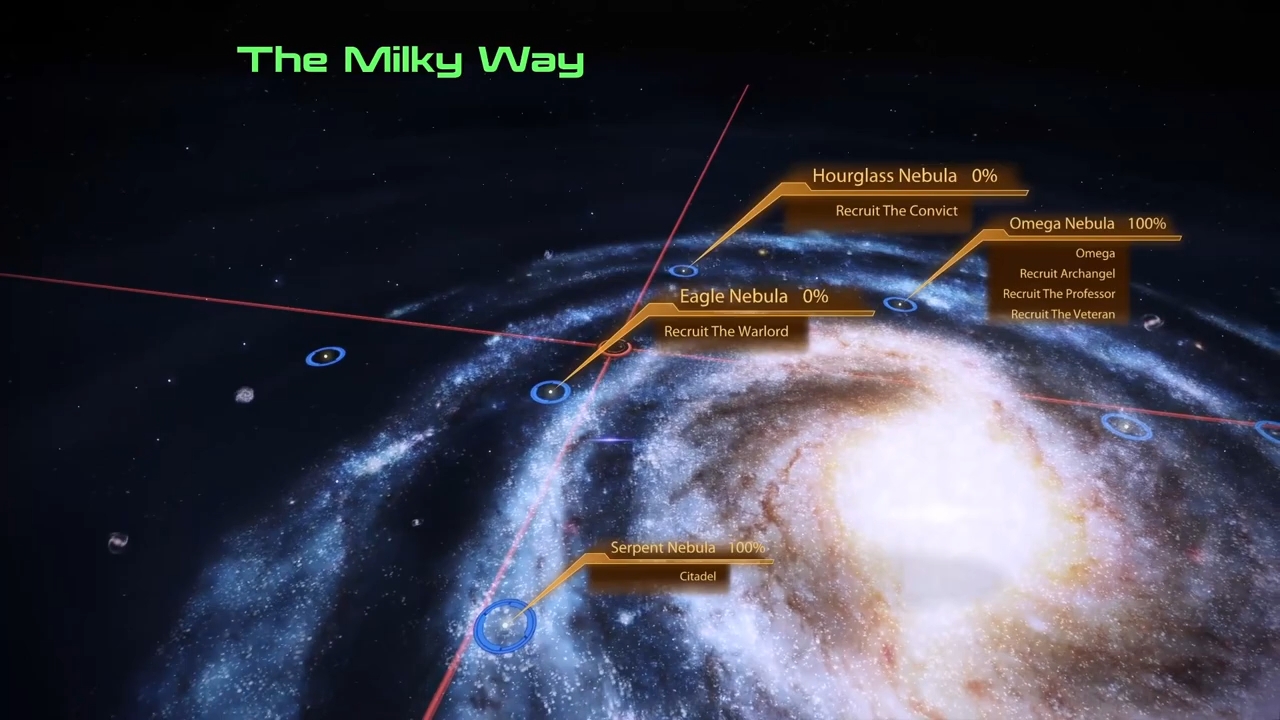 The Milky Way
Hourglass Nebula 0%
Recruit The Convict
Omega Nebula 100%
Omega
Recruit Archangel
Recruit The Professor
Recruit The Veteran
Eagle Nebula 0%
Recruit The Warlord
Serpent Nebula 100%
Citadel